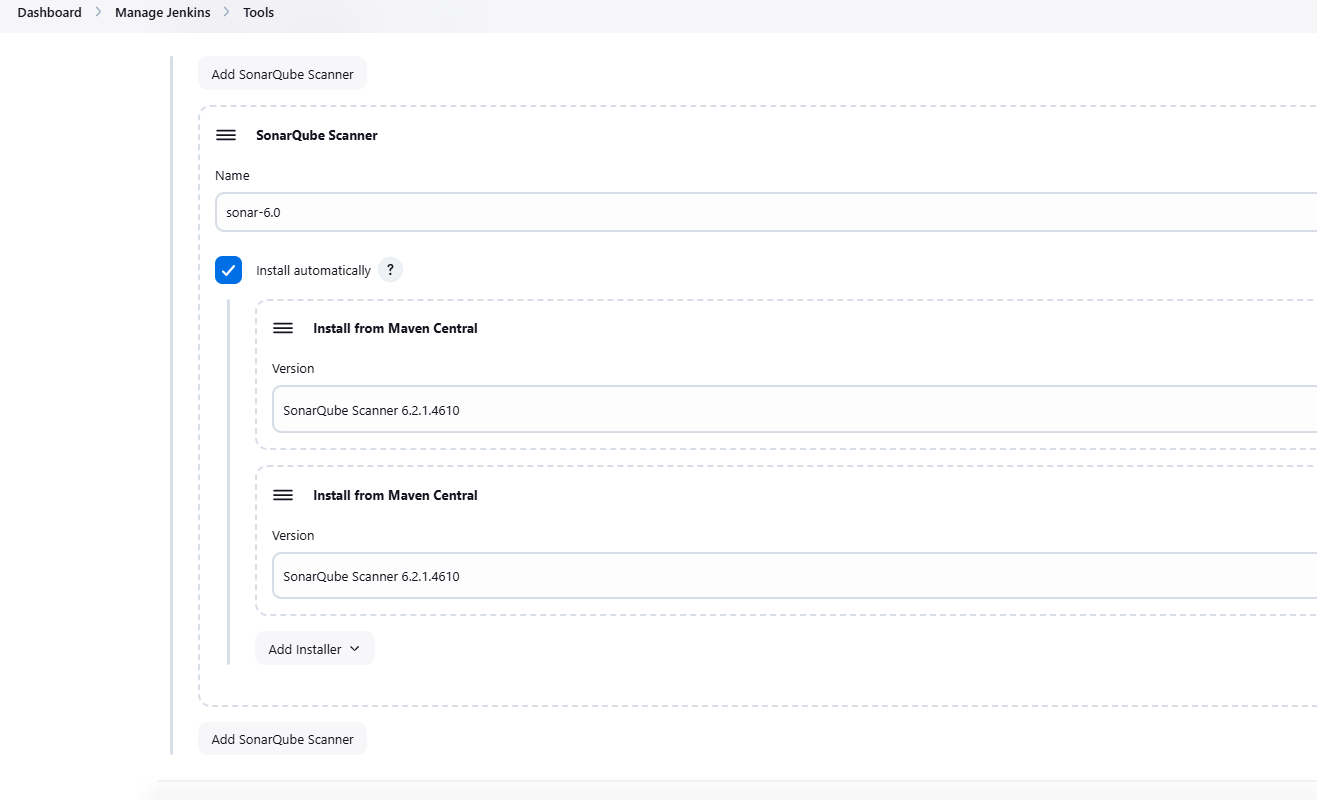 Dashboard > Manage Jenkins > Tools
Add SonarQube Scanner
SonarQube Scanner
Name
sonar-6.0
Install automatically ?
Install from Maven Central
Version
SonarQube Scanner 6.2.1.4610
Install from Maven Central
Version
SonarQube Scanner 6.2.1.4610
Add Installer
Add SonarQube Scanner